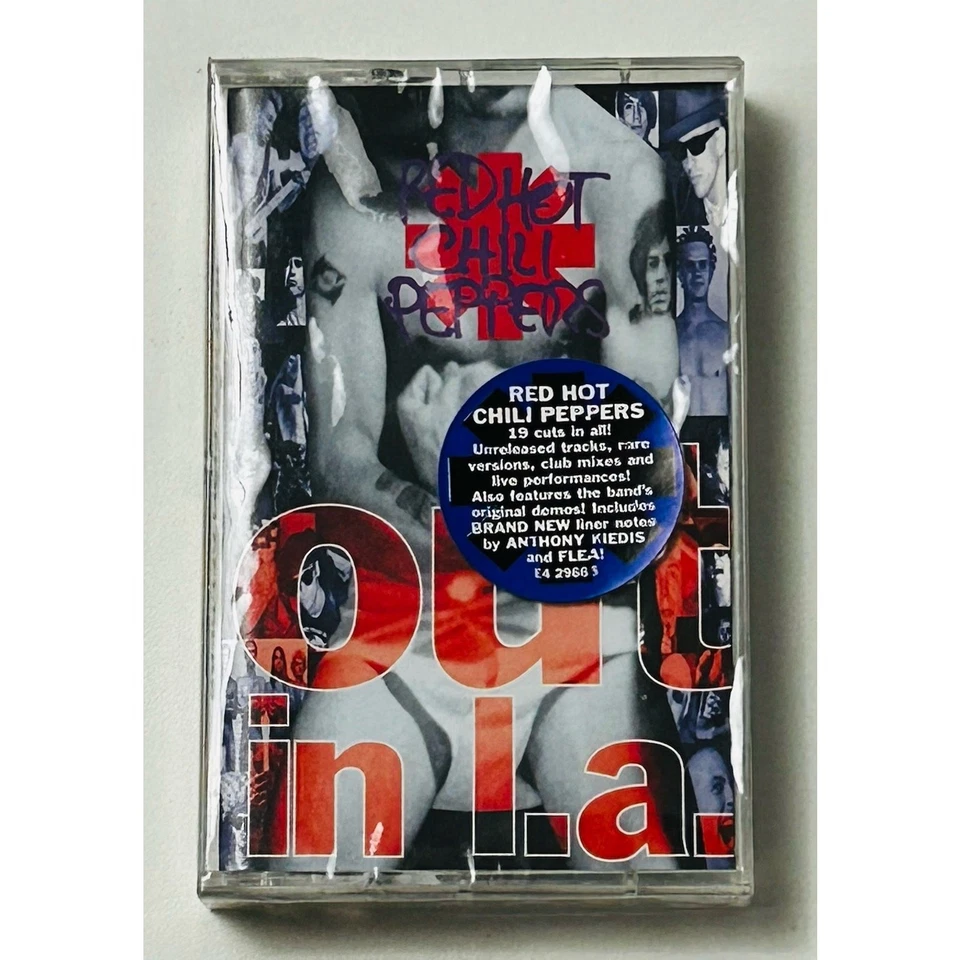 RED HOT
CHILI
PEPPERS
RED HOT
CHILI PEPPERS
19 cuts in all!
Unreleased tracks, rare
versions, club mixes and
live performances!
Also features the band's
original demos! Includes
BRAND NEW liner notes
by ANTHONY KIEDIS
and FLEA!
E4 2966
out
in l.a.